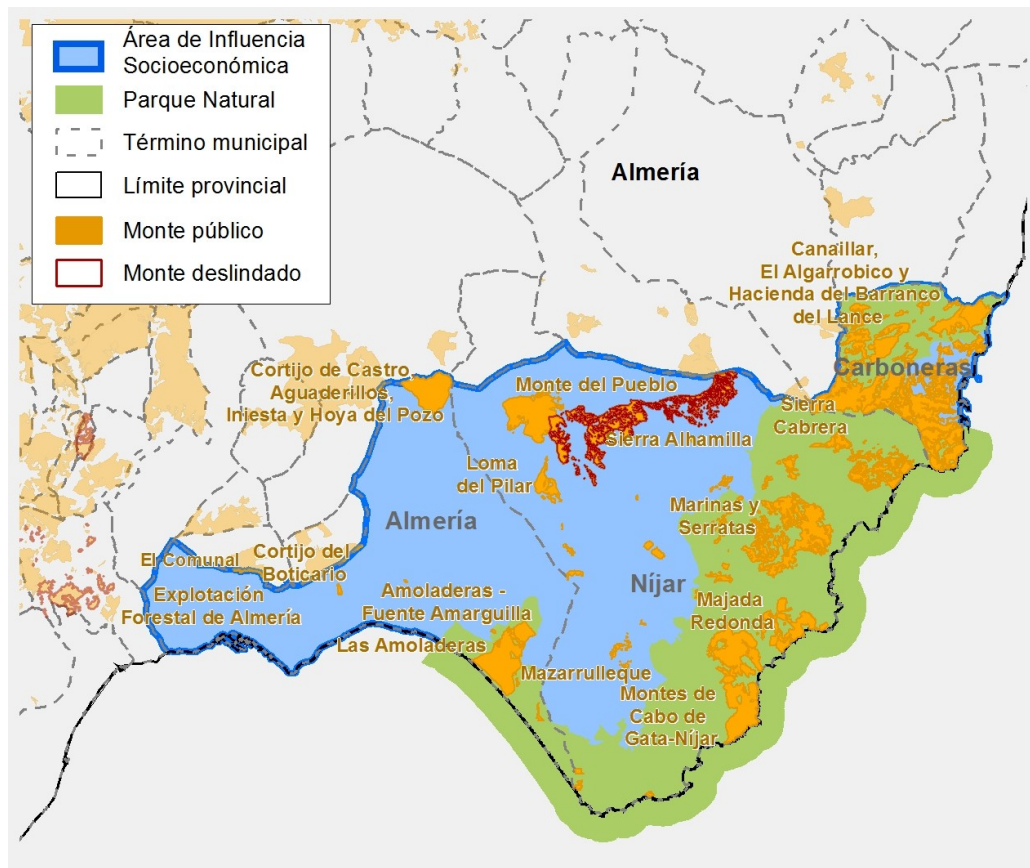 Área de Influencia
Socioeconómica
Parque Natural
Término municipal
Límite provincial
Monte público
Monte deslindado
Almería
Canaillar,
El Algarrobico y
Hacienda del Barranco
del Lance
Carboneras
Cortijo de Castro,
Aguaderillos,
Iniesta y Hoya del Pozo
Monte del Pueblo
Sierra
Cabrera
Sierra Alhamilla
Loma
del Pilar
Marinas y
Serratas
Almería
El Comunal
Cortijo del
Boticario
Níjar
Explotación
Forestal de Almería
Amoladeras -
Fuente Amarguilla
Majada
Redonda
Las Amoladeras
Mazarrulleque
Montes de
Cabo de
Gata-Níjar